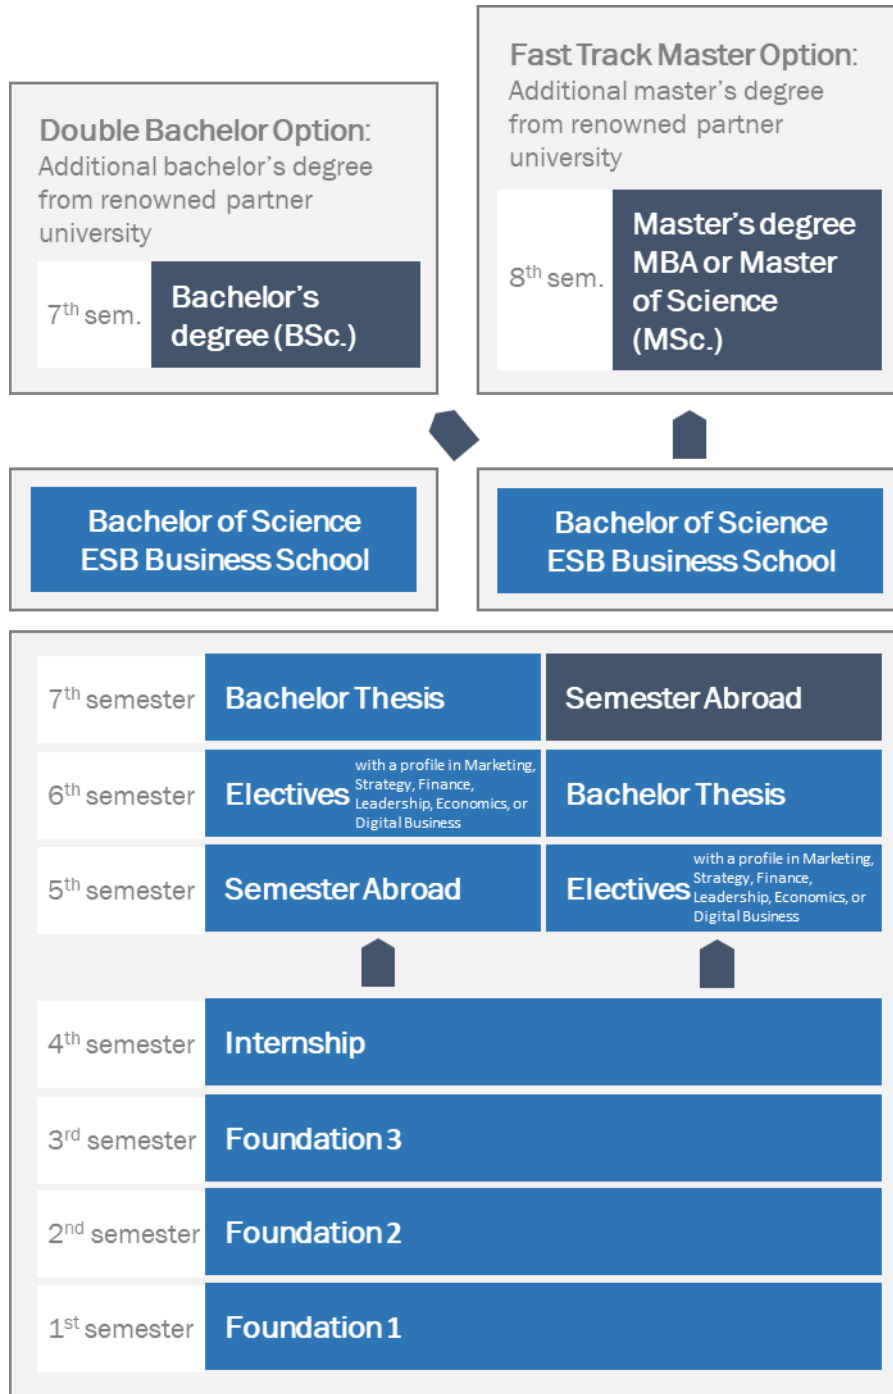 Double Bachelor Option:
Additional bachelor's degree
from renowned partner
university
7th sem.
Bachelor's
degree (BSc.)
Fast Track Master Option:
Additional master's degree
from renowned partner
university
8th sem.
Master's degree
MBA or Master
of Science
(MSc.)
Bachelor of Science
ESB Business School
Bachelor of Science
ESB Business School
7th semester
Bachelor Thesis
Semester Abroad
6th semester
Electives
with a profile in Marketing,
Strategy, Finance,
Leadership, Economics, or
Digital Business
Bachelor Thesis
5th semester
Semester Abroad
Electives
with a profile in Marketing,
Strategy, Finance,
Leadership, Economics, or
Digital Business
4th semester
Internship
3rd semester
Foundation 3
2nd semester
Foundation 2
1st semester
Foundation 1